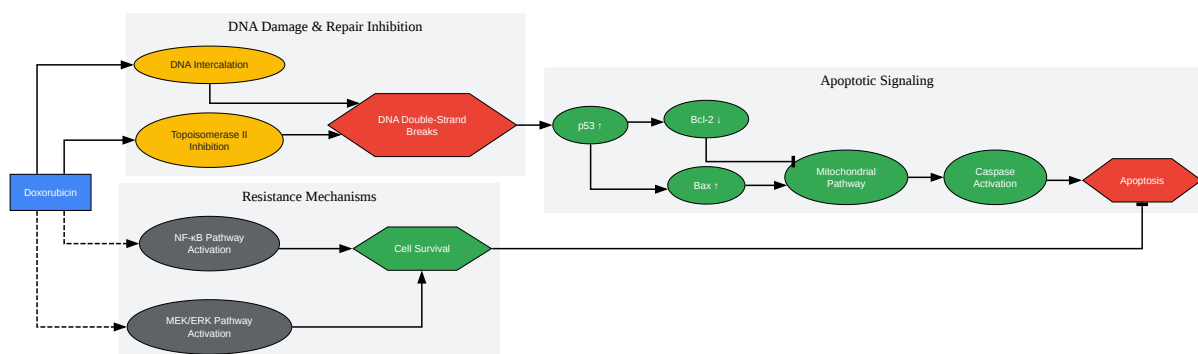 DNA Damage & Repair Inhibition
DNA Intercalation
Topoisomerase II
Inhibition
DNA Double-Strand
Breaks
Apoptotic Signaling
p53 ↑
Bcl-2 ↓
Bax ↑
Mitochondrial
Pathway
Caspase
Activation
Apoptosis
Doxorubicin
Resistance Mechanisms
NF-κB Pathway
Activation
Cell Survival
MEK/ERK Pathway
Activation